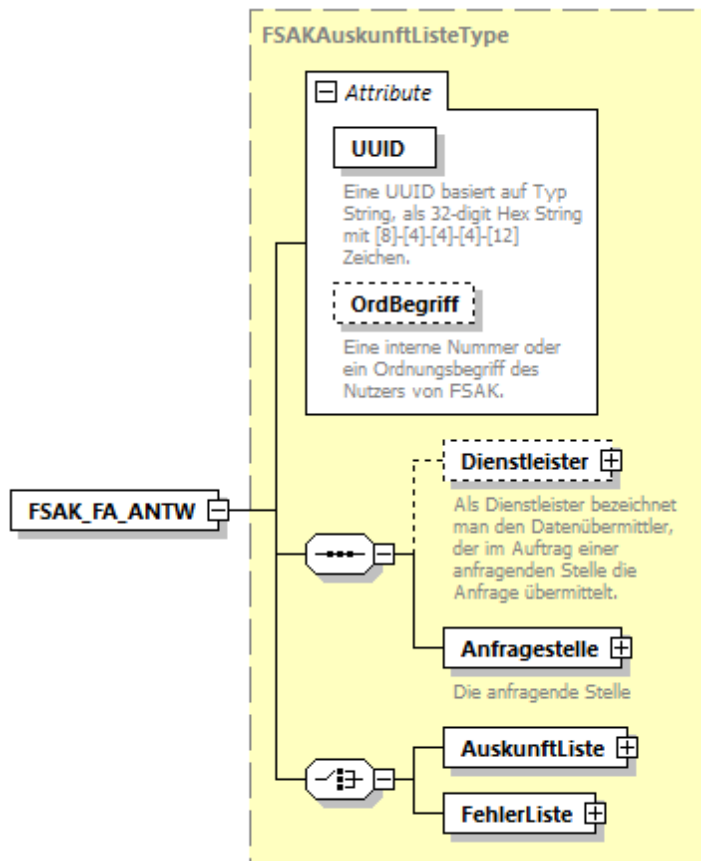 FSAKAuskunftListeType
Attribute
UUID
Eine UUID basiert auf Typ
String, als 32-digit Hex String
mit [8]-[4]-[4]-[4]-[12]
Zeichen.
OrdBegriff
Eine interne Nummer oder
ein Ordnungsbegriff des
Nutzers von FSAK.
FSAK_FA_ANTW
Dienstleister
Als Dienstleister bezeichnet
man den Datenübermittler,
der im Auftrag einer
anfragenden Stelle die
Anfrage übermittelt.
Anfragestelle
Die anfragende Stelle
AuskunftListe
FehlerListe